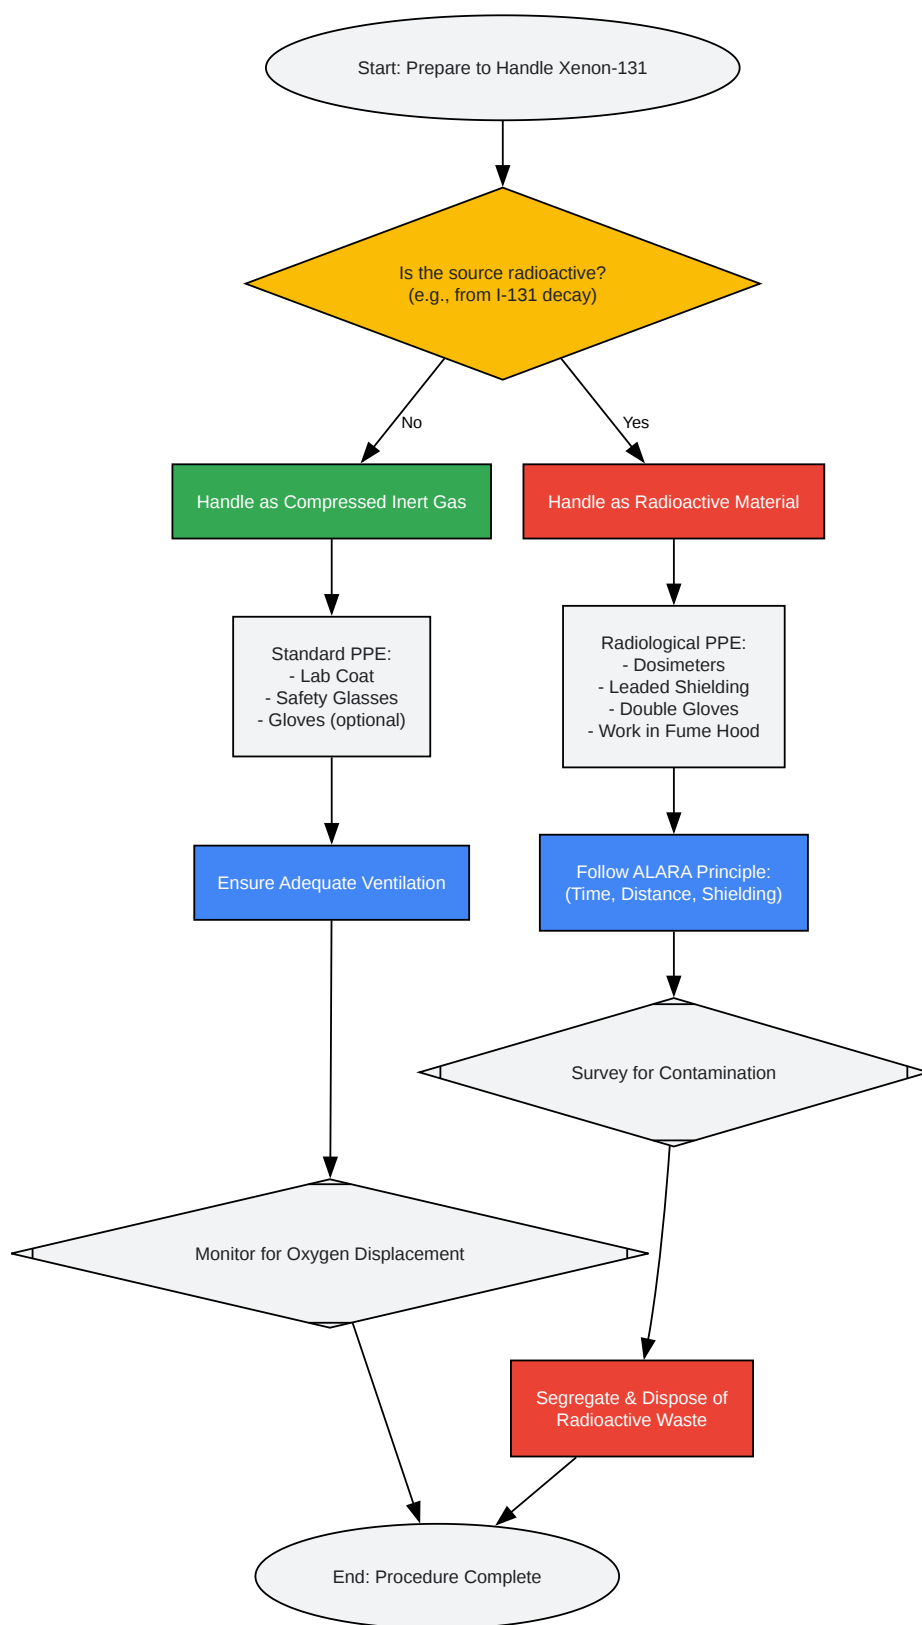 Start: Prepare to Handle Xenon-131
Is the source radioactive?
(e.g., from I-131 decay)
No
Yes
Handle as Compressed Inert Gas
Handle as Radioactive Material
Standard PPE:
- Lab Coat
- Safety Glasses
- Gloves (optional)
Radiological PPE:
- Dosimeters
- Leaded Shielding
- Double Gloves
- Work in Fume Hood
Ensure Adequate Ventilation
Follow ALARA Principle:
(Time, Distance, Shielding)
Survey for Contamination
Monitor for Oxygen Displacement
Segregate & Dispose of
Radioactive Waste
End: Procedure Complete